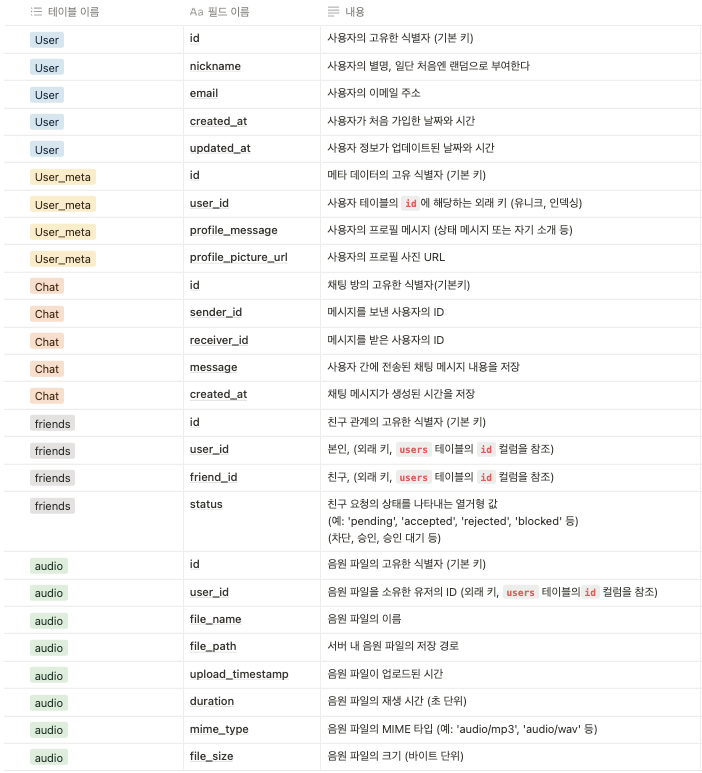 테이블 이름 Aa 필드 이름 내용
User id 사용자의 고유한 식별자 (기본 키)
User nickname 사용자의 별명, 일단 처음엔 랜덤으로 부여한다
User email 사용자의 이메일 주소
User created_at 사용자가 처음 가입한 날짜와 시간
User updated_at 사용자 정보가 업데이트된 날짜와 시간
User_meta id 메타 데이터의 고유 식별자 (기본 키)
User_meta user_id 사용자 테이블의 id 에 해당하는 외래 키 (유니크, 인덱싱)
User_meta profile_message 사용자의 프로필 메시지 (상태 메시지 또는 자기 소개 등)
User_meta profile_picture_url 사용자의 프로필 사진 URL
Chat id 채팅 방의 고유한 식별자(기본키)
Chat sender_id 메시지를 보낸 사용자의 ID
Chat receiver_id 메시지를 받은 사용자의 ID
Chat message 사용자 간에 전송된 채팅 메시지 내용을 저장
Chat created_at 채팅 메시지가 생성된 시간을 저장
friends id 친구 관계의 고유한 식별자 (기본 키)
friends user_id 본인, (외래 키, users 테이블의 id 컬럼을 참조)
friends friend_id 친구, (외래 키, users 테이블의 id 컬럼을 참조)
friends status 친구 요청의 상태를 나타내는 열거형 값
(예: 'pending', 'accepted', 'rejected', 'blocked' 등)
(차단, 승인, 승인 대기 등)
audio id 음원 파일의 고유한 식별자 (기본 키)
audio user_id 음원 파일을 소유한 유저의 ID (외래 키, users 테이블의 id 컬럼을 참조)
audio file_name 음원 파일의 이름
audio file_path 서버 내 음원 파일의 저장 경로
audio upload_timestamp 음원 파일이 업로드된 시간
audio duration 음원 파일의 재생 시간 (초 단위)
audio mime_type 음원 파일의 MIME 타입 (예: 'audio/mp3', 'audio/wav' 등)
audio file_size 음원 파일의 크기 (바이트 단위)